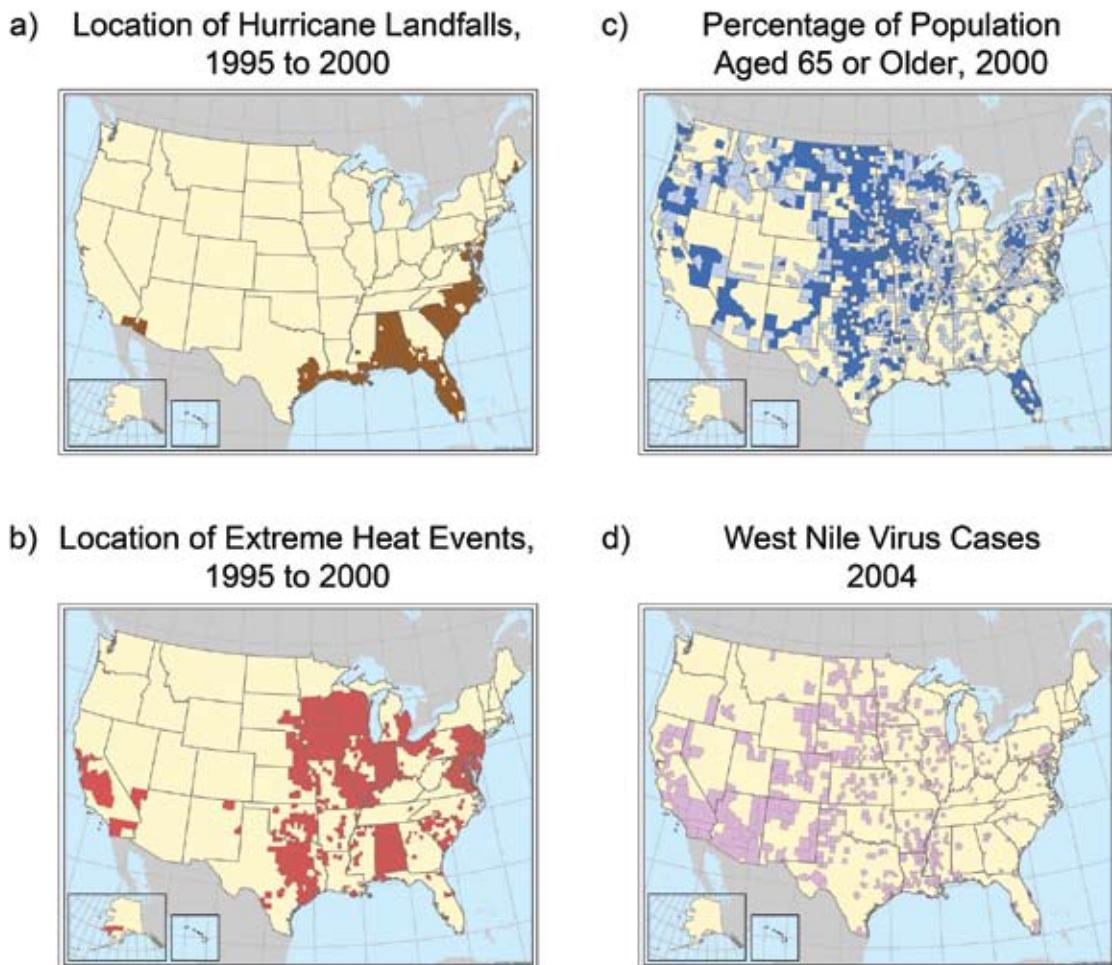 a) Location of Hurricane Landfalls,
1995 to 2000
c) Percentage of Population
Aged 65 or Older, 2000
b) Location of Extreme Heat Events,
1995 to 2000
d) West Nile Virus Cases
2004